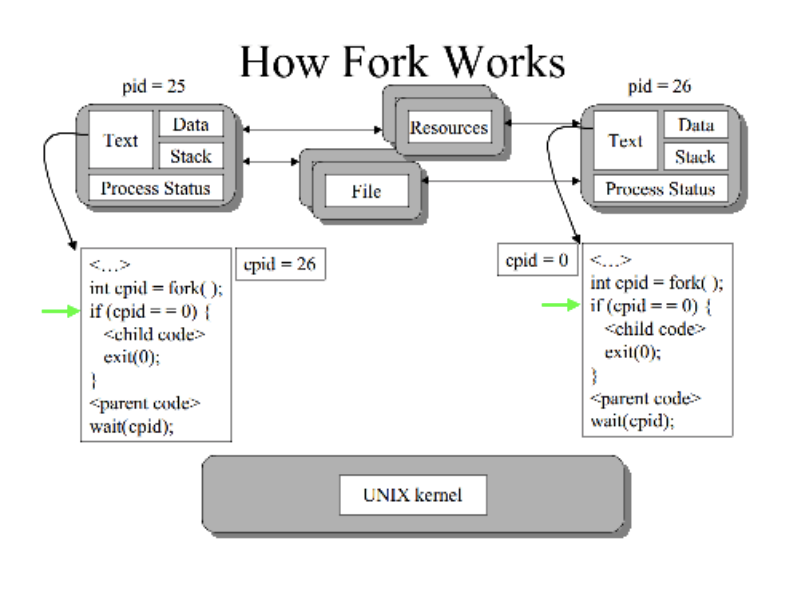 How Fork Works
pid = 25
pid = 26
Text
Data
Stack
Process Status
Resources
File
Text
Data
Stack
Process Status
cpid = 26
<...>
int cpid = fork( );
if (cpid = = 0) {
<child code>
exit(0);
}
<parent code>
wait(cpid);
cpid = 0
<...>
int cpid = fork( );
if (cpid = = 0) {
<child code>
exit(0);
}
<parent code>
wait(cpid);
UNIX kernel